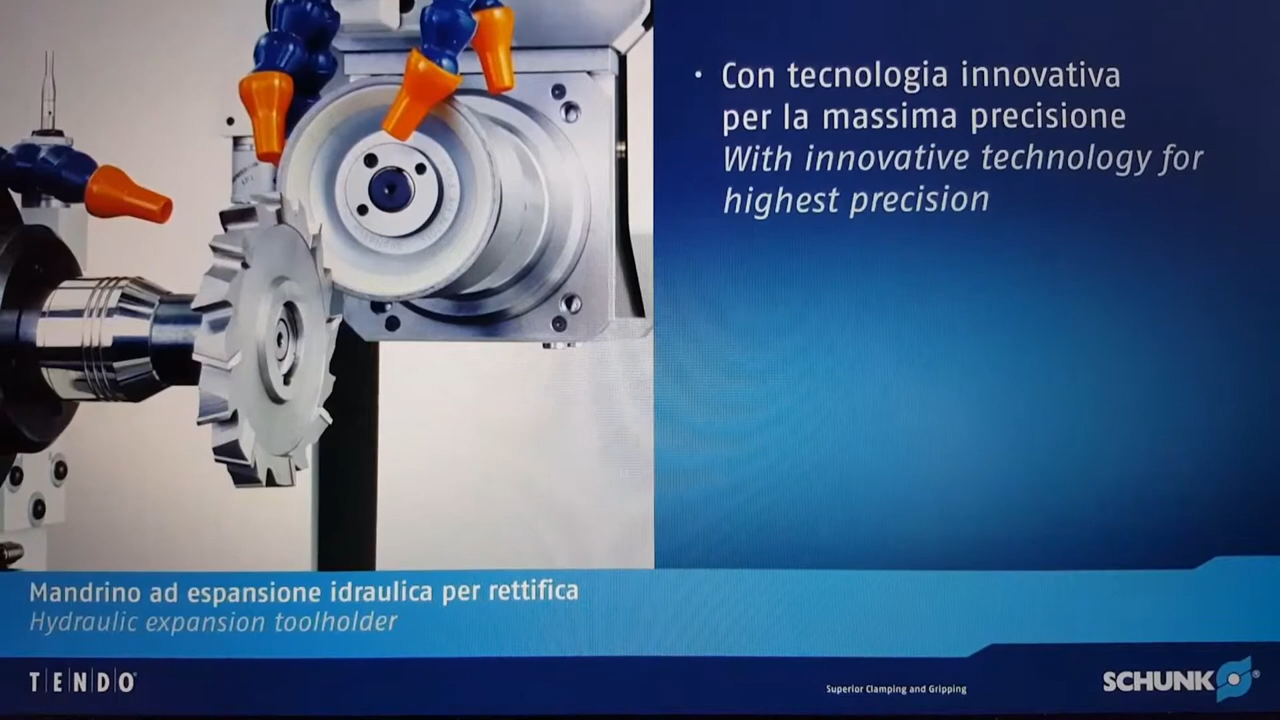 • Con tecnologia innovativa
per la massima precisione
With innovative technology for
highest precision
Mandrino ad espansione idraulica per rettifica
Hydraulic expansion toolholder
TENDO®
Superior Clamping and Gripping
SCHUNK®